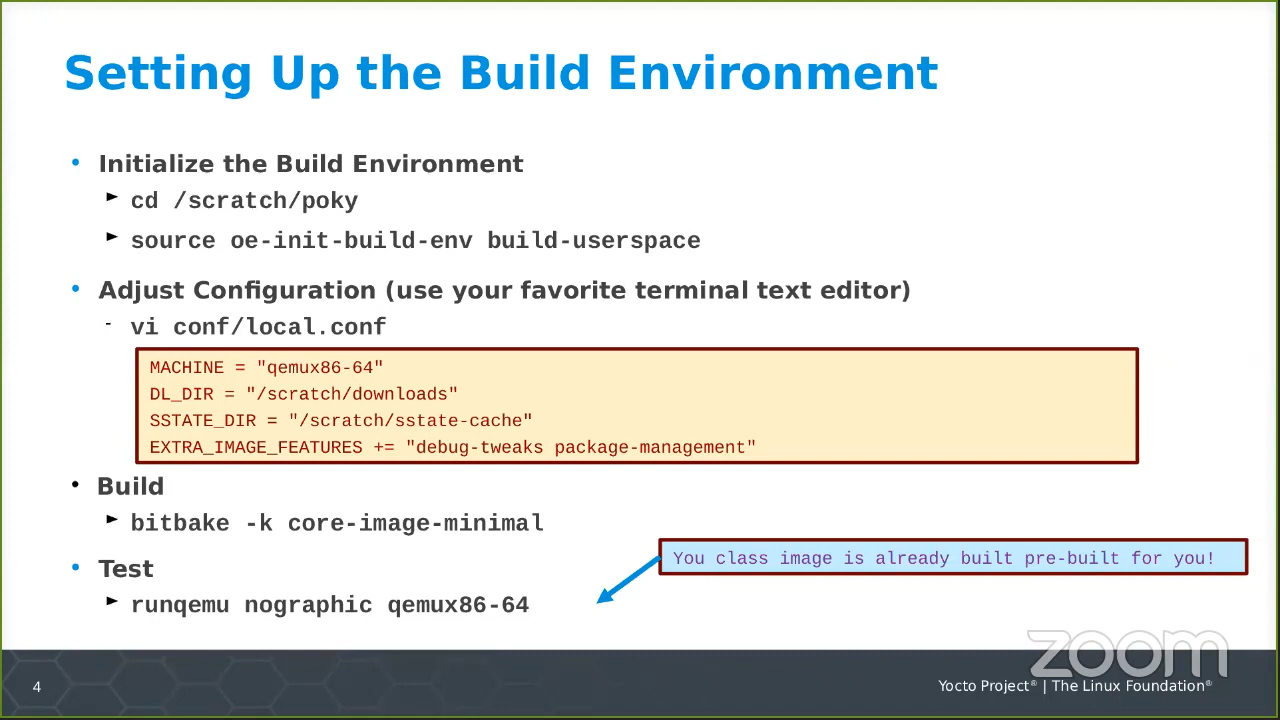 Setting Up the Build Environment
• Initialize the Build Environment
► cd /scratch/poky
► source oe-init-build-env build-userspace
• Adjust Configuration (use your favorite terminal text editor)
- vi conf/local.conf
MACHINE = "qemux86-64"
DL_DIR = "/scratch/downloads"
SSTATE_DIR = "/scratch/sstate-cache"
EXTRA_IMAGE_FEATURES += "debug-tweaks package-management"
• Build
► bitbake -k core-image-minimal
You class image is already built pre-built for you!
• Test
► runqemu nographic qemux86-64
zoom
4
Yocto Project® | The Linux Foundation®